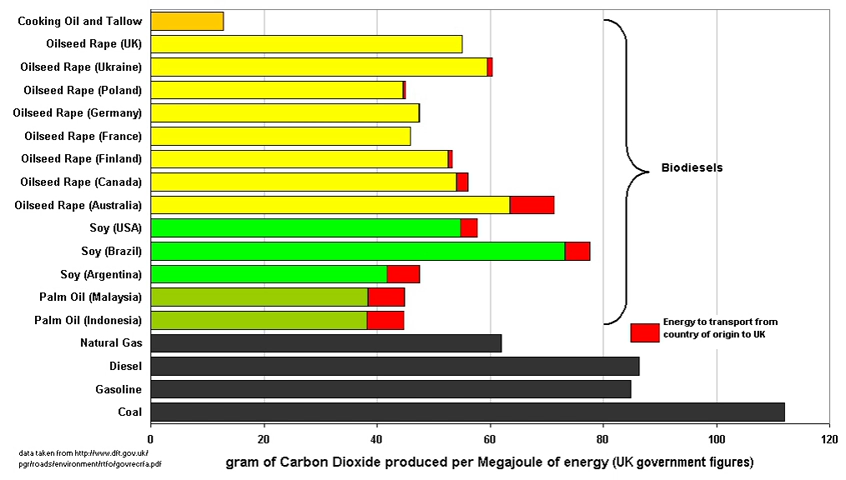 Cooking Oil and Tallow
Oilseed Rape (UK)
Oilseed Rape (Ukraine)
Oilseed Rape (Poland)
Oilseed Rape (Germany)
Oilseed Rape (France)
Oilseed Rape (Finland)
Oilseed Rape (Canada)
Oilseed Rape (Australia)
Soy (USA)
Soy (Brazil)
Soy (Argentina)
Palm Oil (Malaysia)
Palm Oil (Indonesia)
Natural Gas
Diesel
Gasoline
Coal
Biodiesels
Energy to transport from
country of origin to UK
0 20 40 60 80 100 120
gram of Carbon Dioxide produced per Megajoule of energy (UK government figures)
data taken from http://www.dft.gov.uk/
pgr/roads/environment/rtfo/govrecrfa.pdf